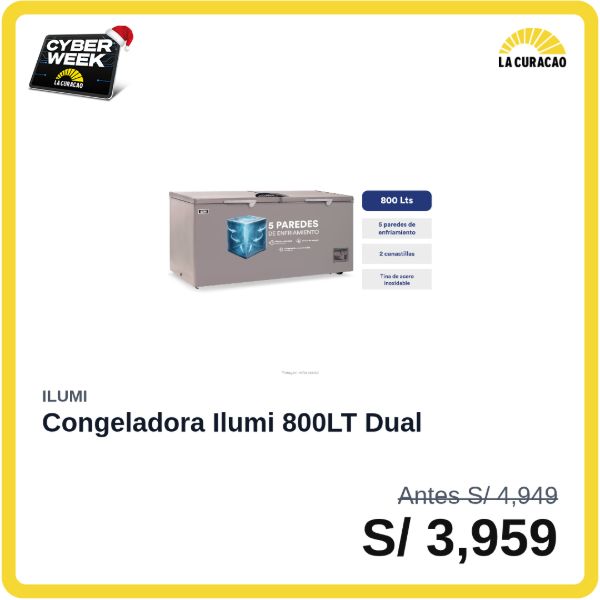 CYBER
WEEK
LA CURACAO
LA CURACAO
5 PAREDES
DE ENFRIAMIENTO
800 Lts
5 paredes de
enfriamiento
2 canastillas
Tina de acero
inoxidable
ILUMI
Congeladora Ilumi 800LT Dual
Antes S/ 4,949
S/ 3,959